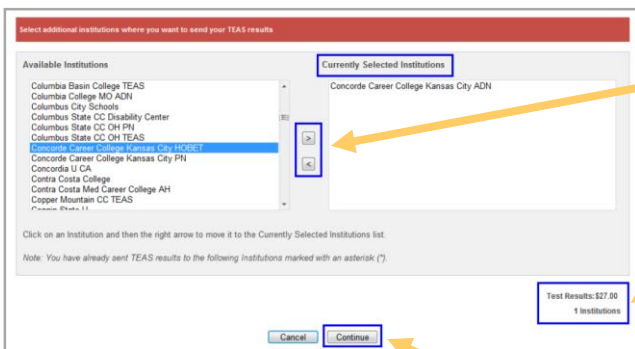 Select additional institutions where you want to send your TEAS results
Available Institutions
Columbia Basin College TEAS
Columbia College MO ADN
Columbus City Schools
Columbus State CC Disability Center
Columbus State CC OH PN
Columbus State CC OH TEAS
Concorde Career College Kansas City HOBET
Concorde Career College Kansas City PN
Concordia U CA
Contra Costa College
Contra Costa Med Career College AH
Copper Mountain CC TEAS
Coppin State U
>
<
Currently Selected Institutions
Concorde Career College Kansas City ADN
Click on an Institution and then the right arrow to move it to the Currently Selected Institutions list.
Note: You have already sent TEAS results to the following institutions marked with an asterisk (*).
Test Results:$27.00
1 Institutions
Cancel
Continue